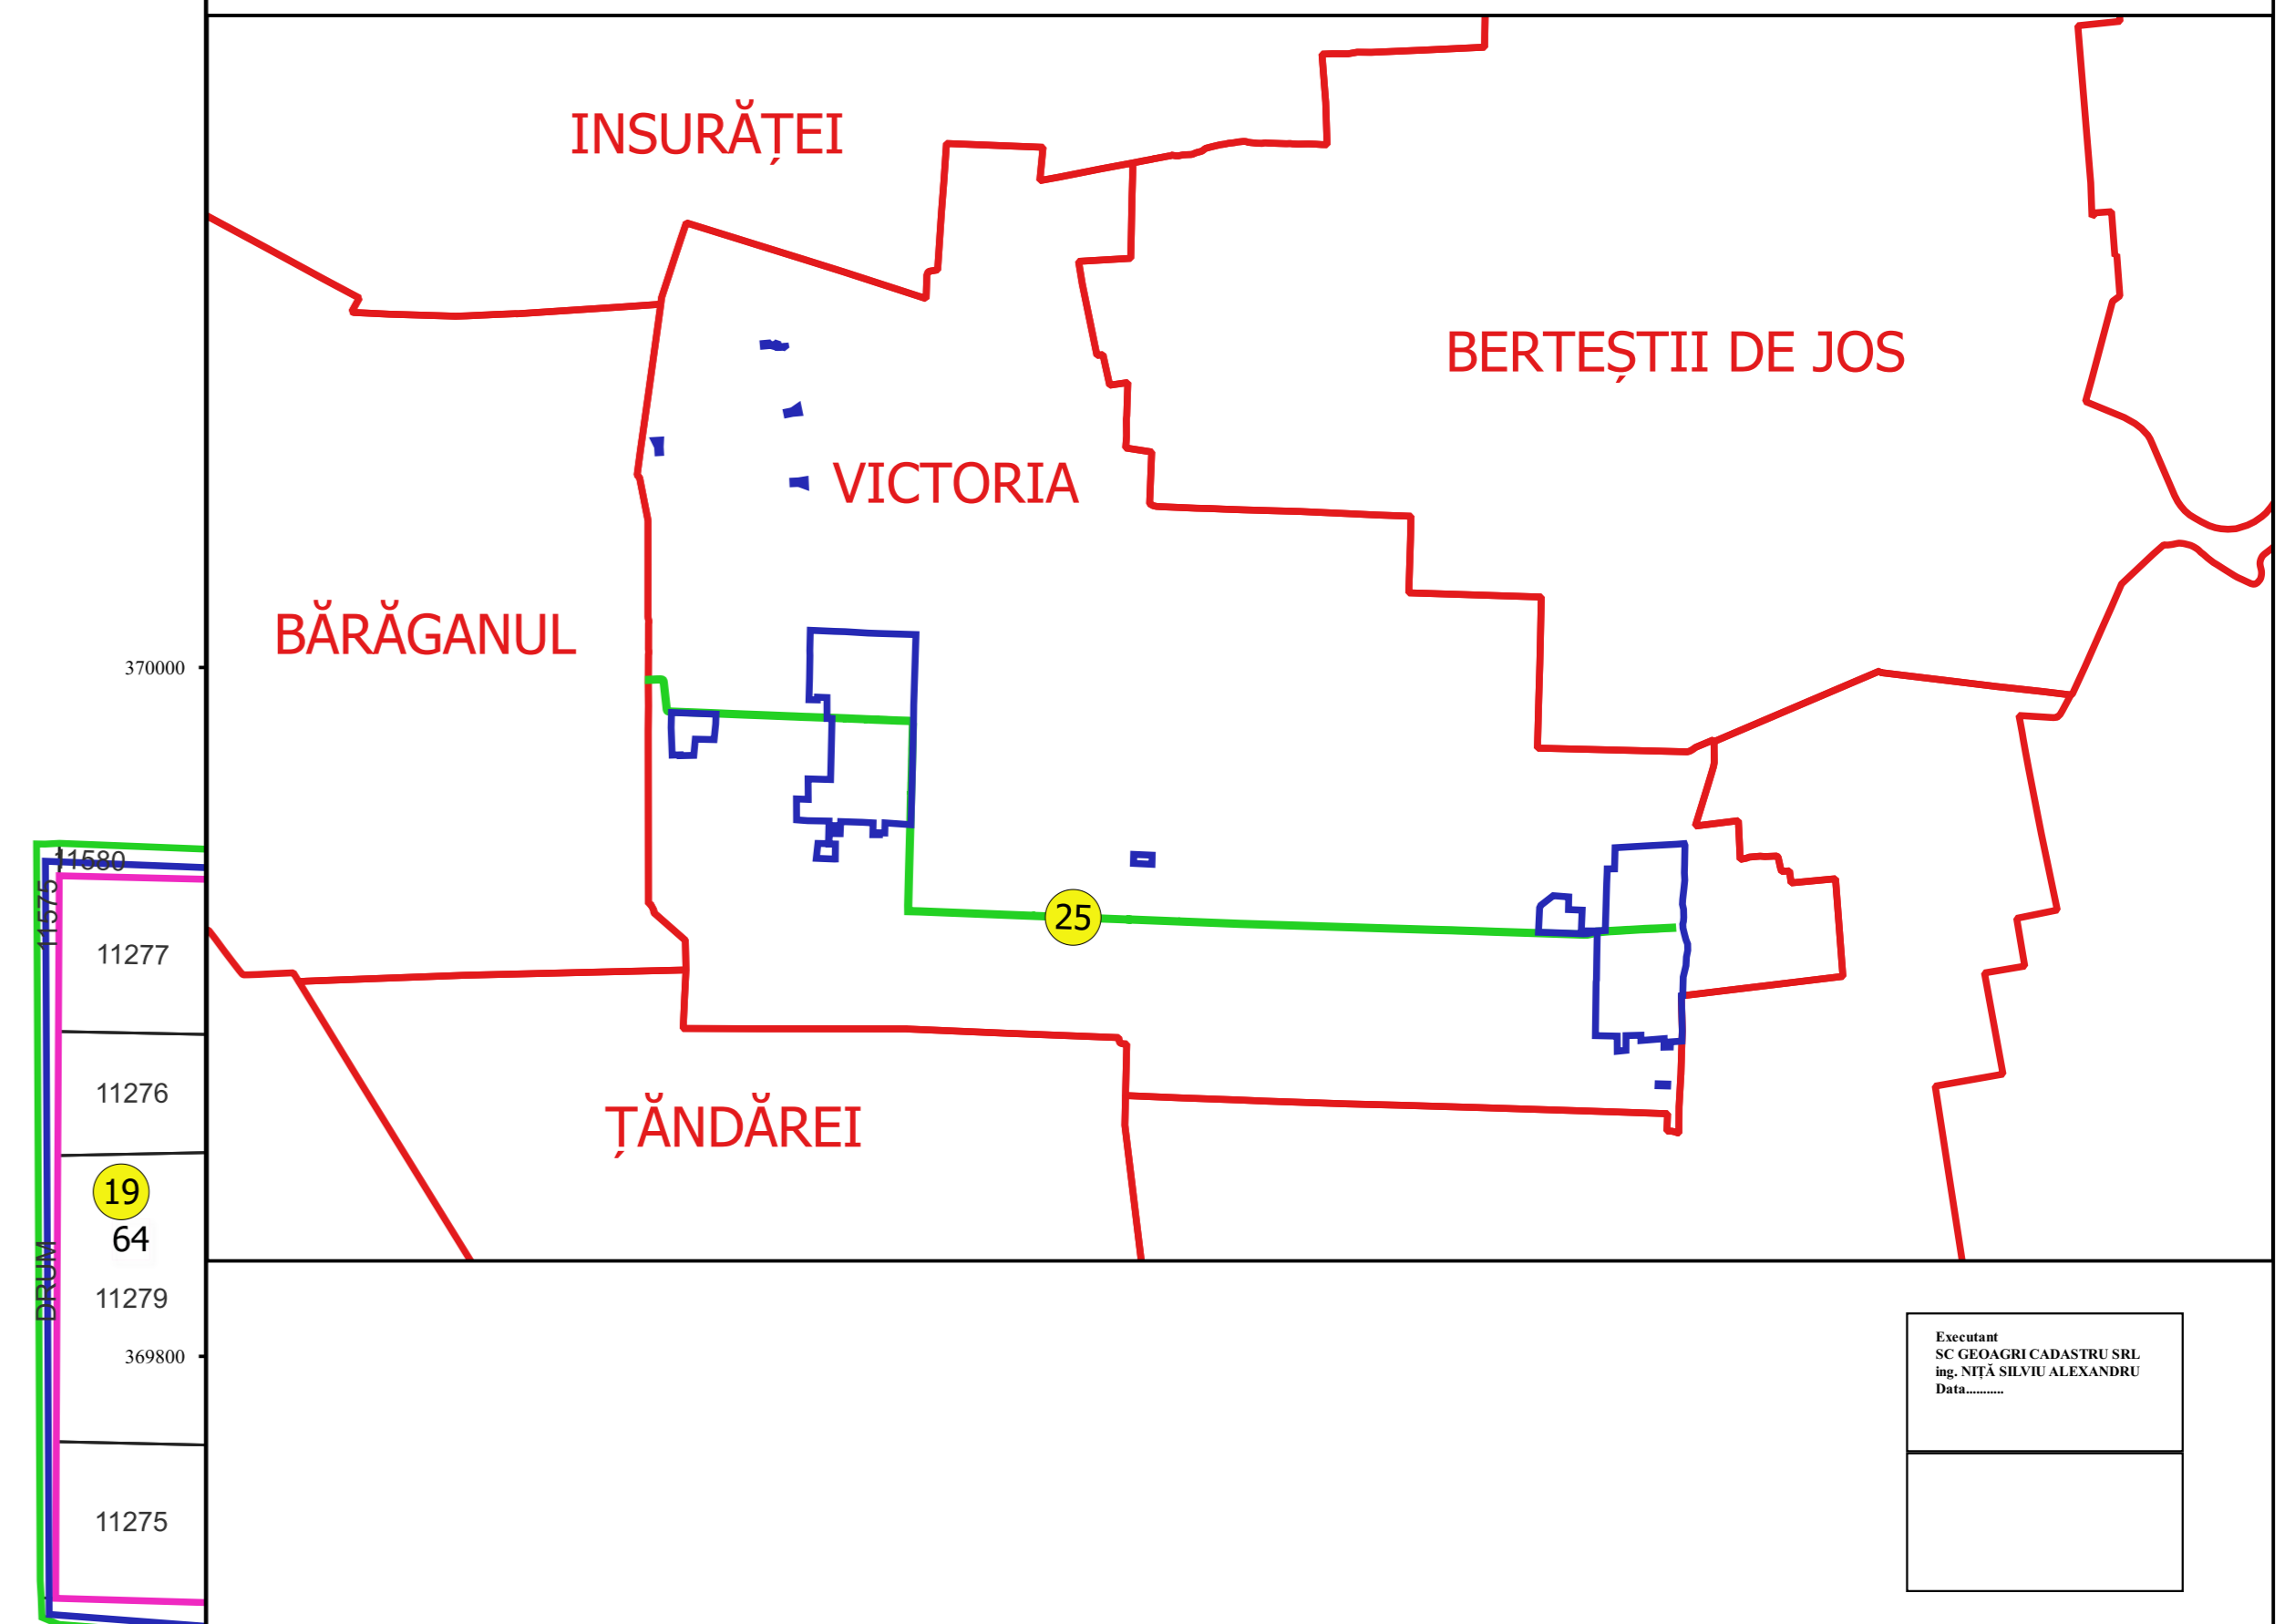 INSURĂȚEI
BERTEȘTII DE JOS
VICTORIA
BĂRĂGANUL
370000
11580
11575
25
11277
11276
ȚĂNDĂREI
19
64
DRUM
11279
369800
Executant
SC GEOAGRI CADASTRU SRL
ing. NIȚĂ SILVIU ALEXANDRU
Data...........
11275